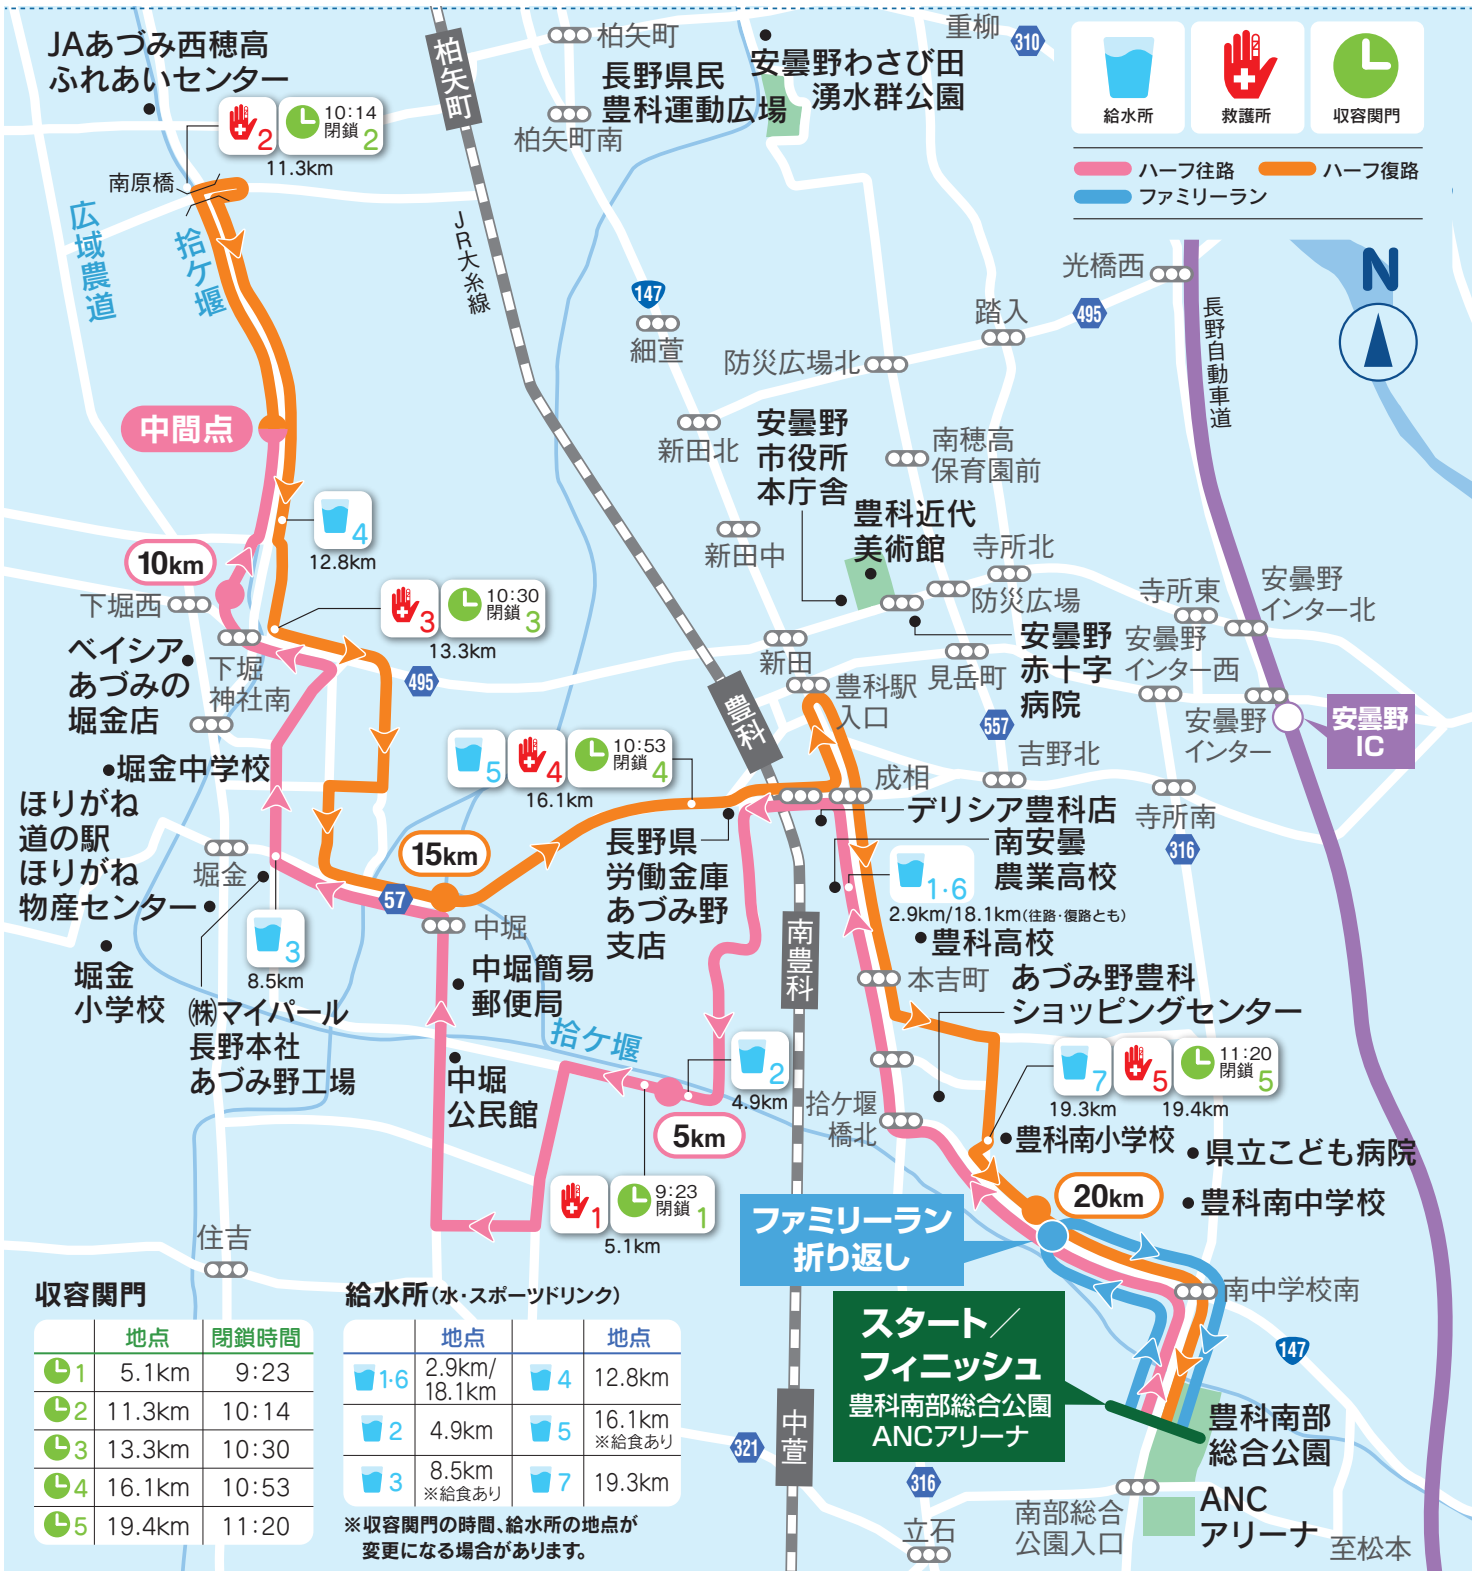 JAあづみ西穂高
ふれあいセンター
2
10:14
閉鎖
2
11.3km
南原橋
広域農道
拾ケ堰
柏矢町
JR大糸線
柏矢町
長野県民
豊科運動広場
柏矢町南
安曇野わさび田
湧水群公園
重柳
310
給水所
救護所
収容関門
ハーフ往路
ハーフ復路
ファミリーラン
N
光橋西
495
踏入
長野自動車道
147
細萱
防災広場北
新田北
安曇野
市役所
本庁舎
南穂高
保育園前
中間点
4
12.8km
10km
下堀西
新田中
豊科近代
美術館
寺所北
防災広場
寺所東
安曇野
インター北
3
10:30
閉鎖
3
13.3km
ベイシア
あづみの
堀金店
下堀
神社南
495
新田
豊科
豊科駅
入口
見岳町
安曇野
赤十字
病院
安曇野
インター西
安曇野
インター
安曇野
IC
557
吉野北
堀金中学校
5
4
10:53
閉鎖
4
16.1km
成相
デリシア豊科店
寺所南
316
ほりがね
道の駅
ほりがね
物産センター
堀金
15km
57
長野県
労働金庫
あづみ野
支店
南安曇
農業高校
1·6
2.9km/18.1km(往路・復路とも)
豊科高校
中堀
3
8.5km
堀金
小学校
㈱マイパール
長野本社
あづみ野工場
中堀簡易
郵便局
南豊科
本吉町
あづみ野豊科
ショッピングセンター
拾ケ堰
中堀
公民館
2
4.9km
5km
拾ケ堰
橋北
7
5
11:20
閉鎖
5
19.3km
19.4km
豊科南小学校
県立こども病院
豊科南中学校
20km
1
9:23
閉鎖
1
5.1km
ファミリーラン
折り返し
住吉
南中学校南
147
スタート／
フィニッシュ
豊科南部総合公園
ANCアリーナ
豊科南部
総合公園
中萱
321
316
立石
南部総合
公園入口
ANC
アリーナ
至松本
収容関門
地点 閉鎖時間
1 5.1km 9:23
2 11.3km 10:14
3 13.3km 10:30
4 16.1km 10:53
5 19.4km 11:20
給水所(水・スポーツドリンク)
地点 地点
1·6 2.9km/18.1km 4 12.8km
2 4.9km 5 16.1km ※給食あり
3 8.5km ※給食あり 7 19.3km
※収容関門の時間、給水所の地点が
変更になる場合があります。